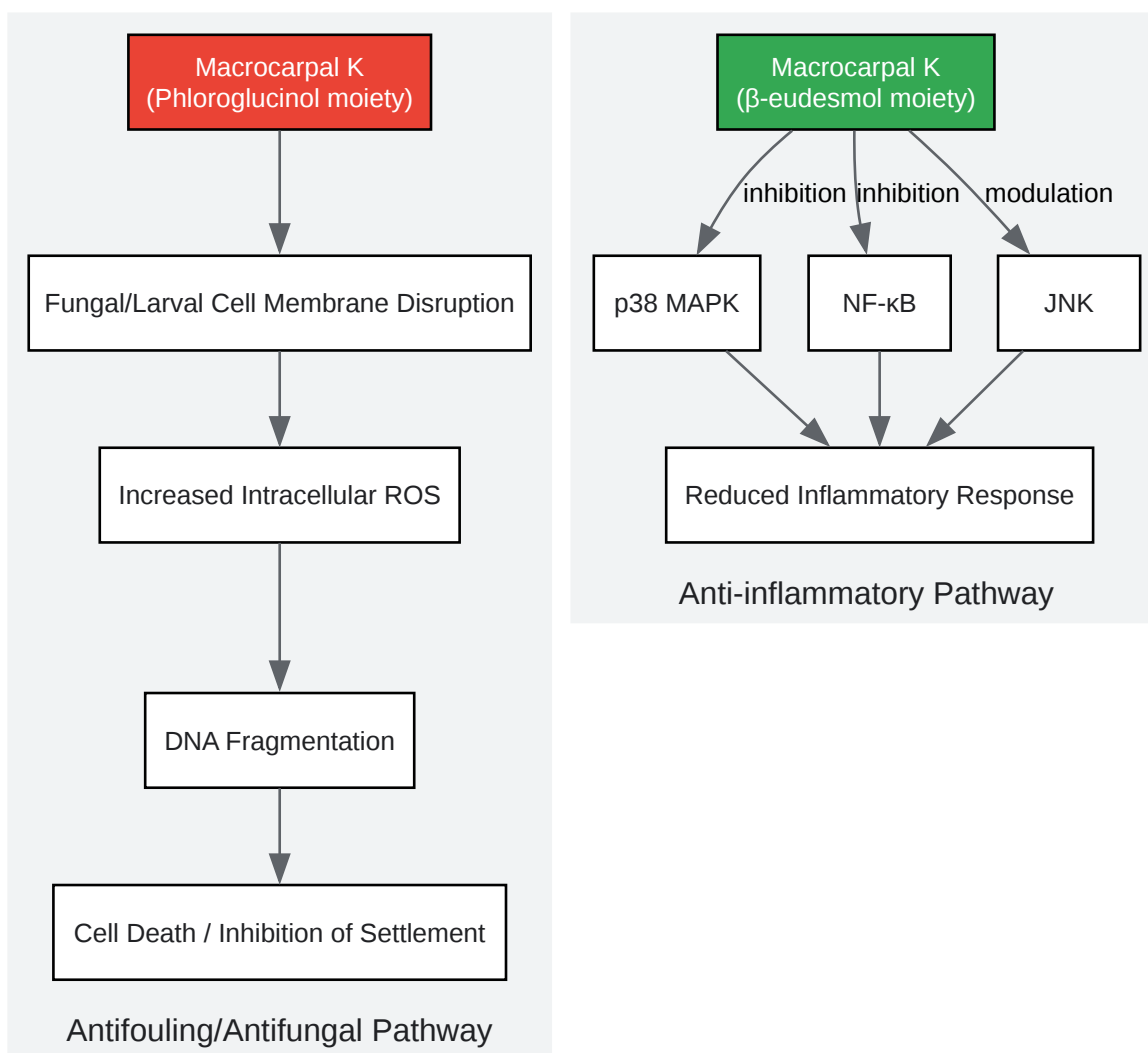 Macrocarpal K
(Phloroglucinol moiety)
Fungal/Larval Cell Membrane Disruption
Increased Intracellular ROS
DNA Fragmentation
Cell Death / Inhibition of Settlement
Antifouling/Antifungal Pathway
Macrocarpal K
(β-eudesmol moiety)
inhibition
inhibition
modulation
p38 MAPK
NF-κB
JNK
Reduced Inflammatory Response
Anti-inflammatory Pathway